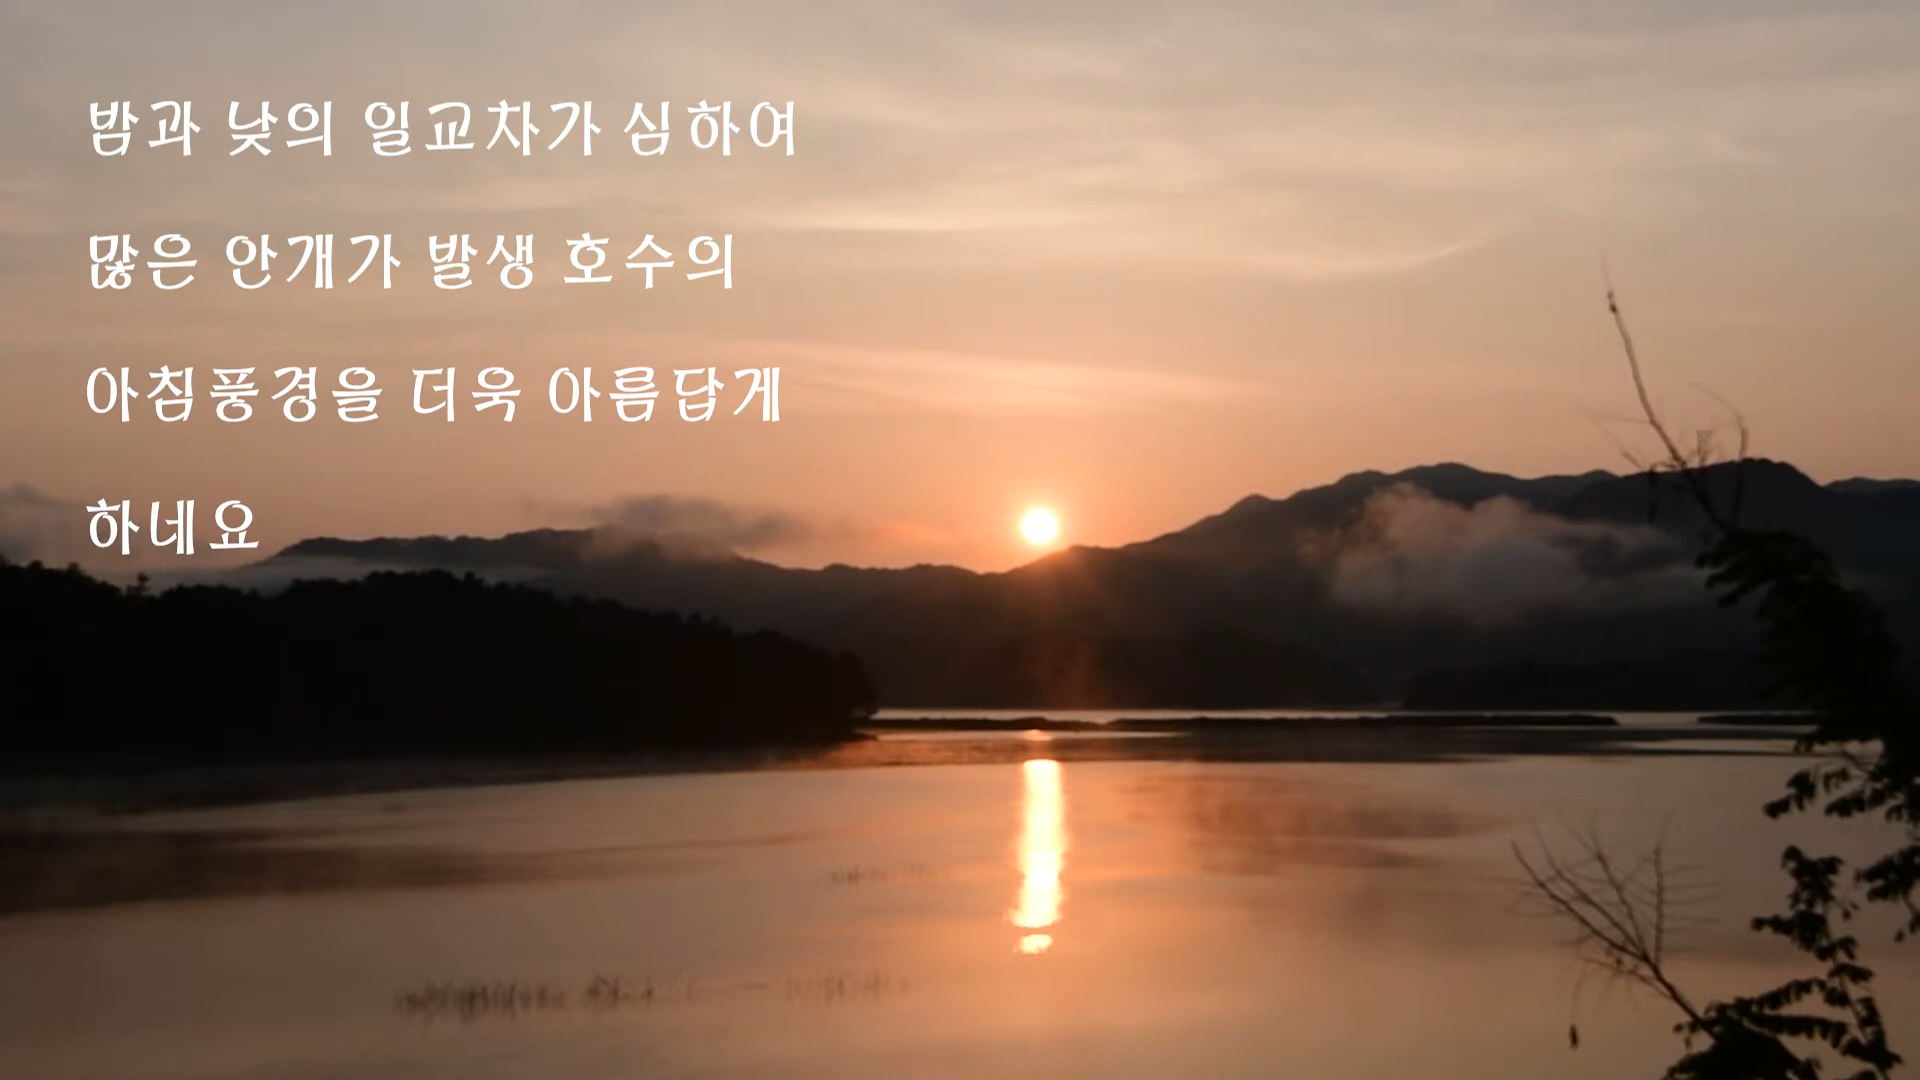 밤과 낮의 일교차가 심하여
많은 안개가 발생 호수의
아침풍경을 더욱 아름답게
하네요